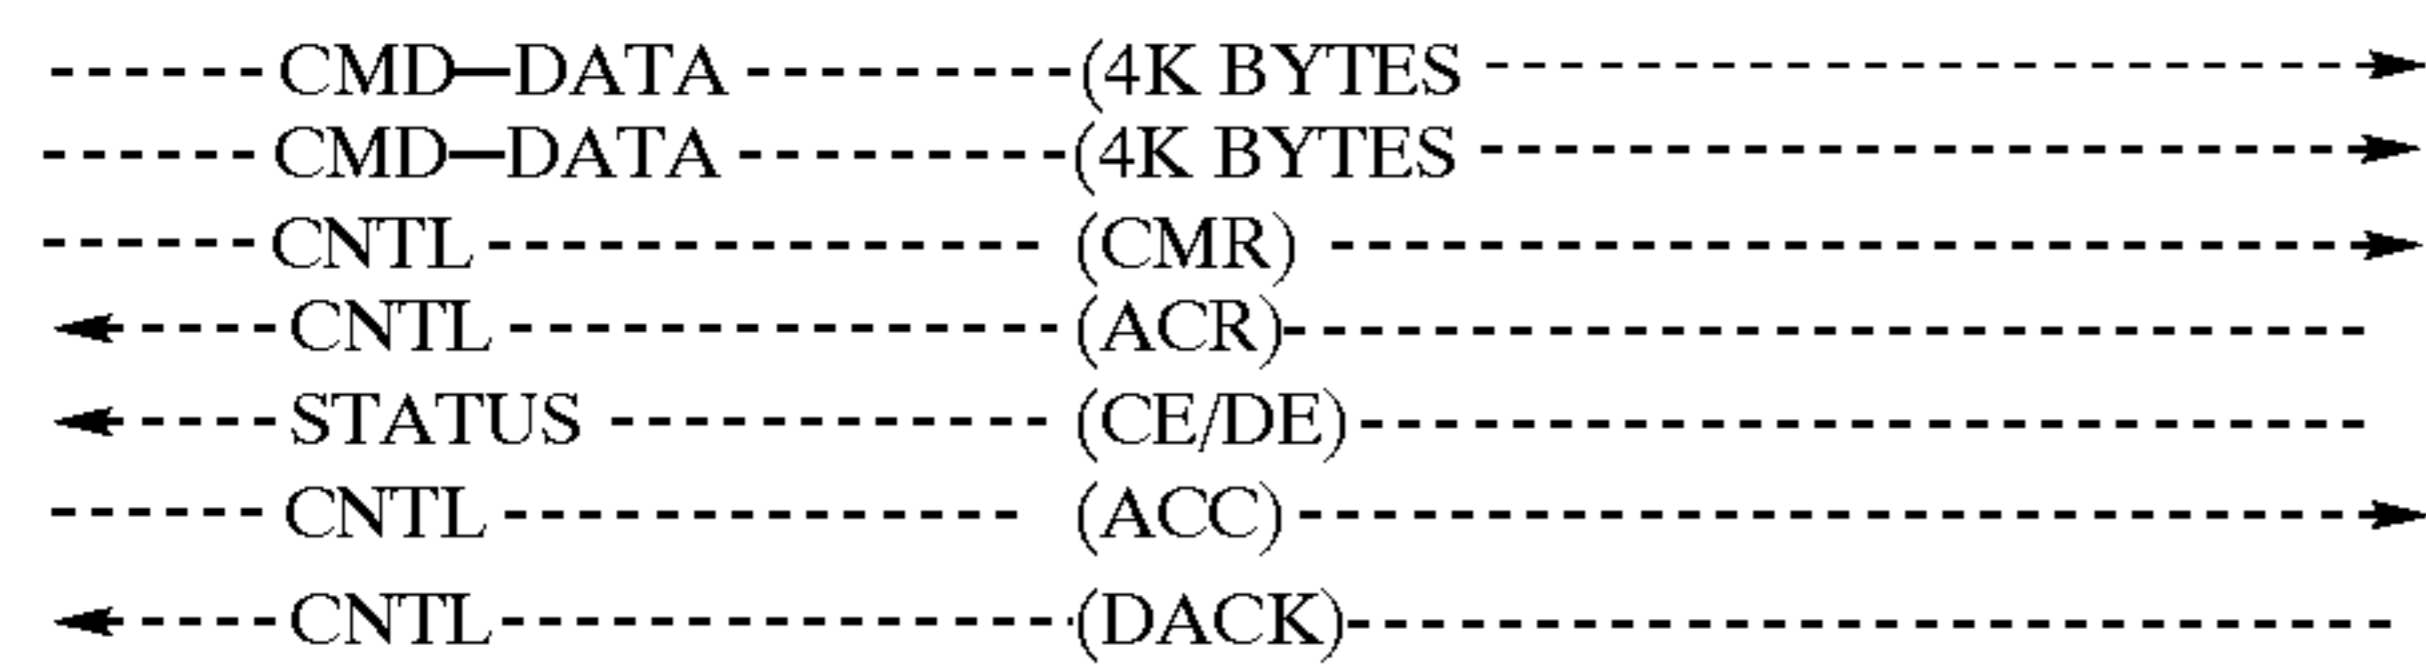 CMD—DATA (4K BYTES
CMD—DATA (4K BYTES
CNTL (CMR)
CNTL (ACR)
STATUS (CE/DE)
CNTL (ACC)
CNTL (DACK)